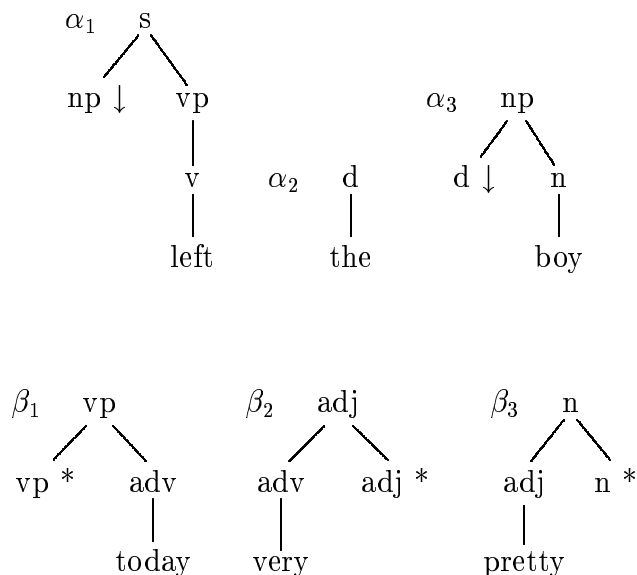 α₁ s
np ↓ vp α₃ np
v α₂ d d ↓ n
left the boy
β₁ vp β₂ adj β₃ n
vp * adv adv adj * adj n *
today very pretty